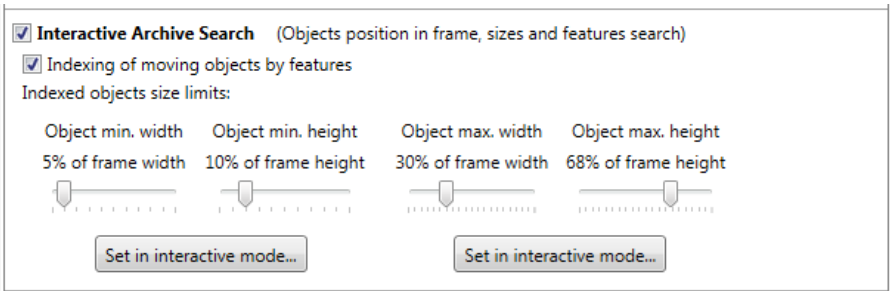 Interactive Archive Search (Objects position in frame, sizes and features search)
Indexing of moving objects by features
Indexed objects size limits:
Object min. width Object min. height Object max. width Object max. height
5% of frame width 10% of frame height 30% of frame width 68% of frame height
Set in interactive mode... Set in interactive mode...